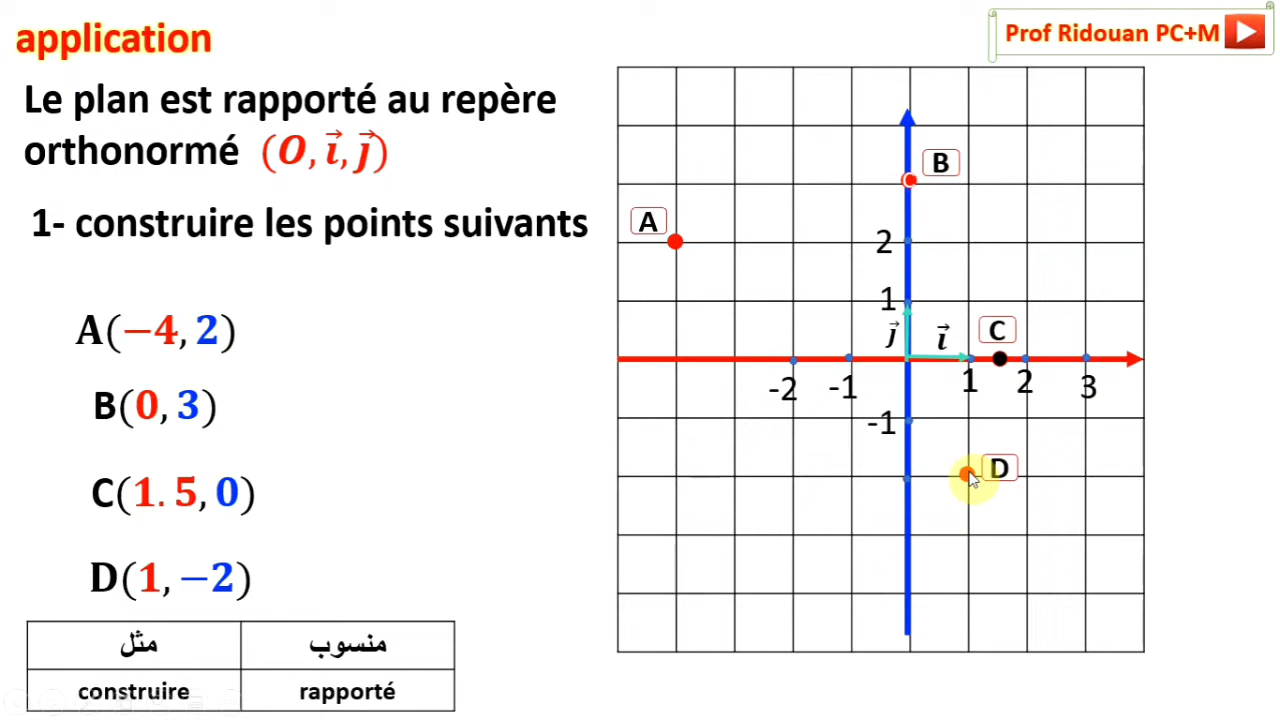 application
Prof Ridouan PC+M
Le plan est rapporté au repère
orthonormé (O, i⃗, j⃗)
1- construire les points suivants
A(−4, 2)
B(0, 3)
C(1.5, 0)
D(1, −2)
مثل منسوب
construire rapporté
B
A
2
1
j⃗ i⃗ C
-2 -1 1 2 3
-1
D